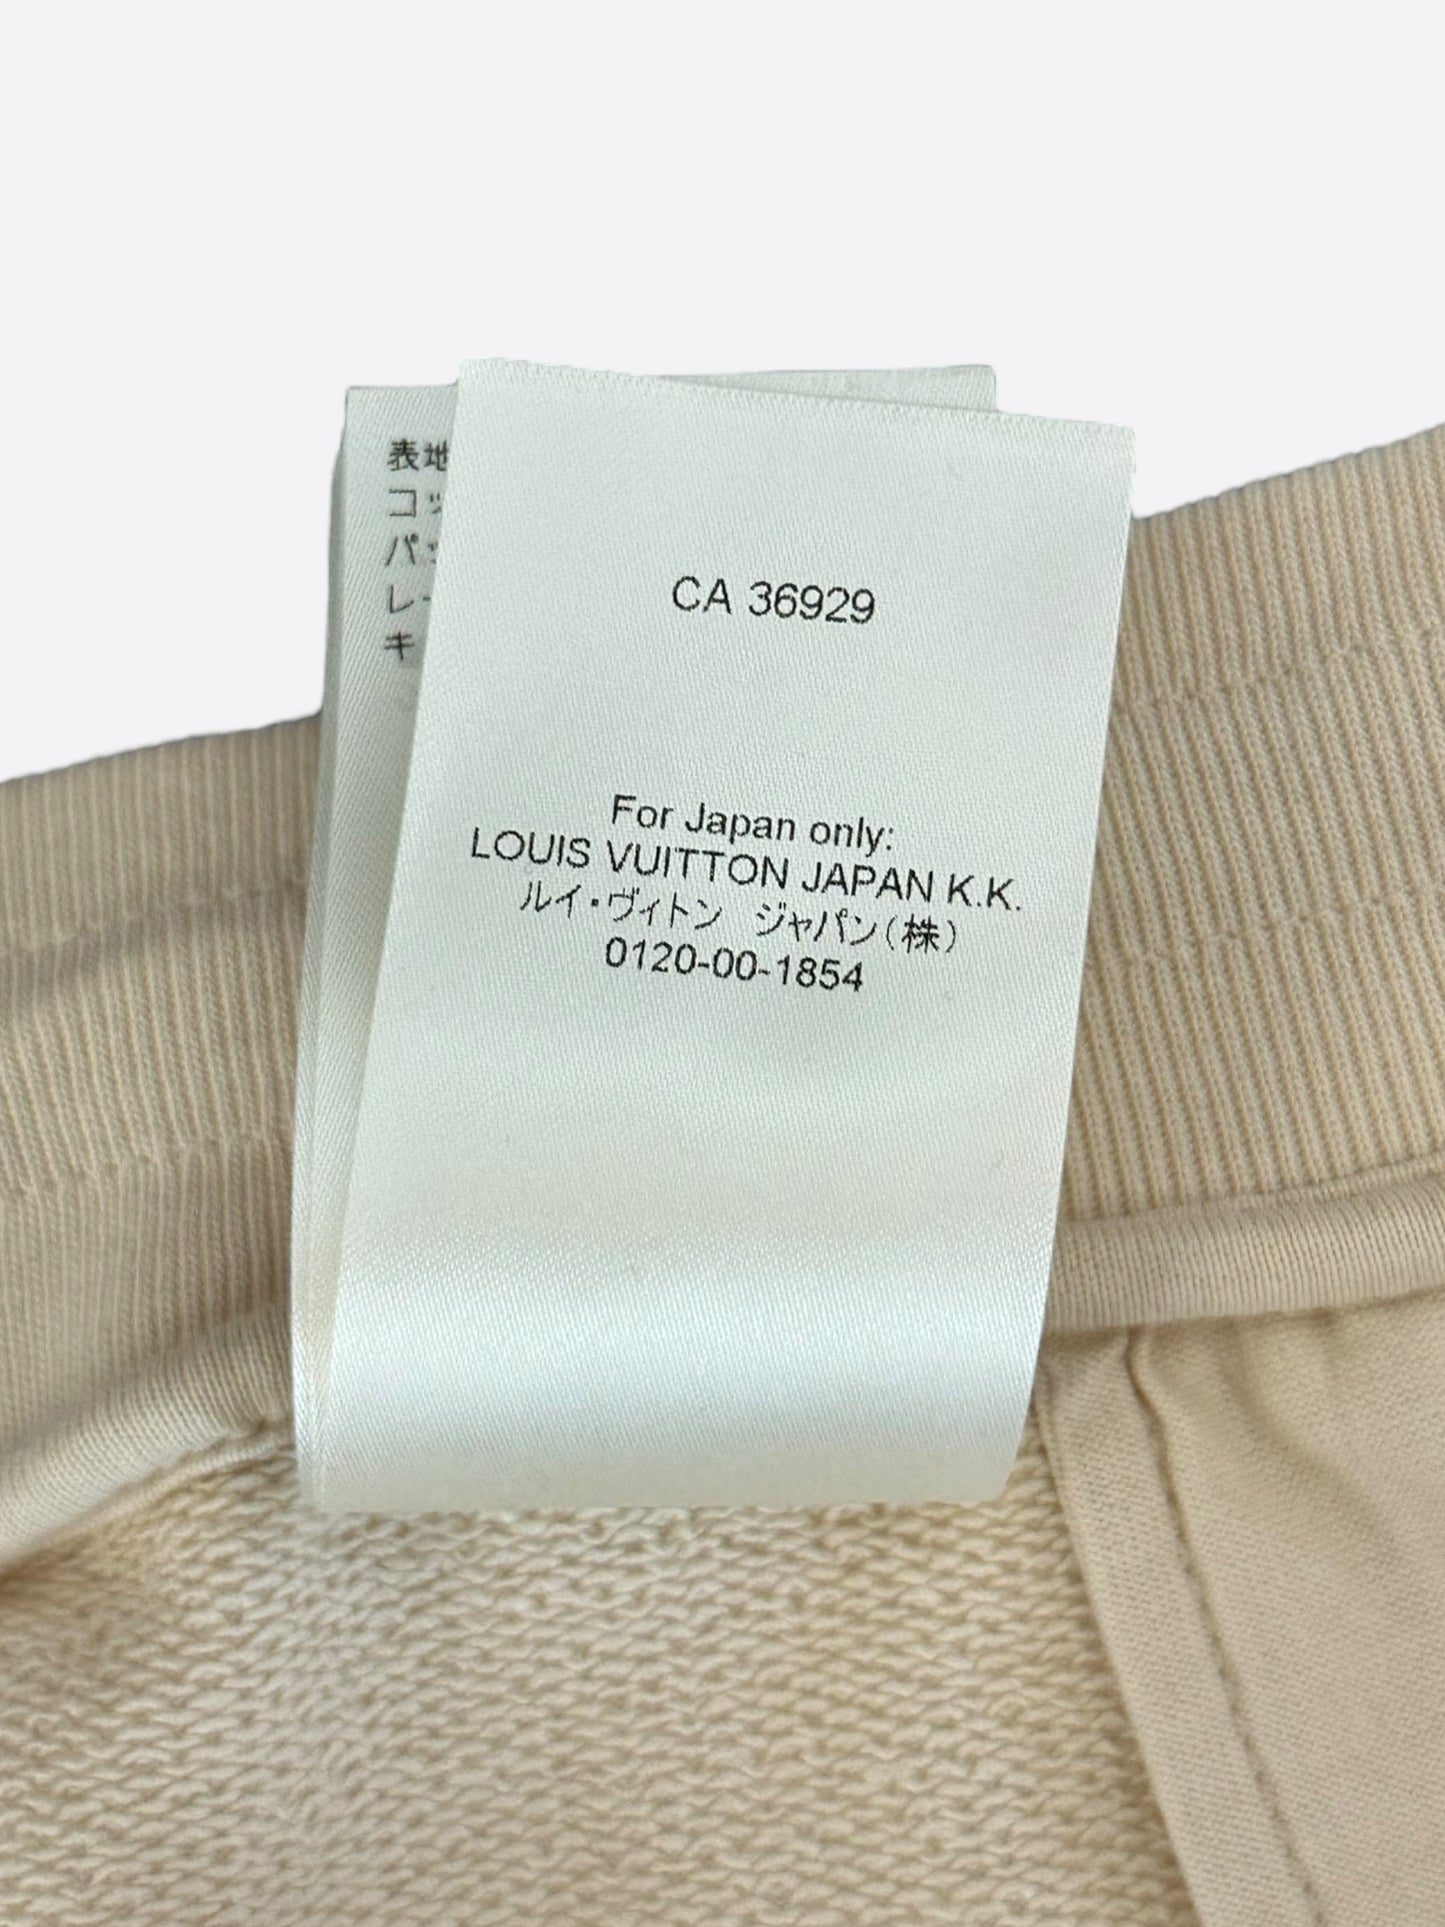 表地
コッ
パッ
レー
キ
CA 36929
For Japan only:
LOUIS VUITTON JAPAN K.K.
ルイ・ヴィトン ジャパン(株)
0120-00-1854